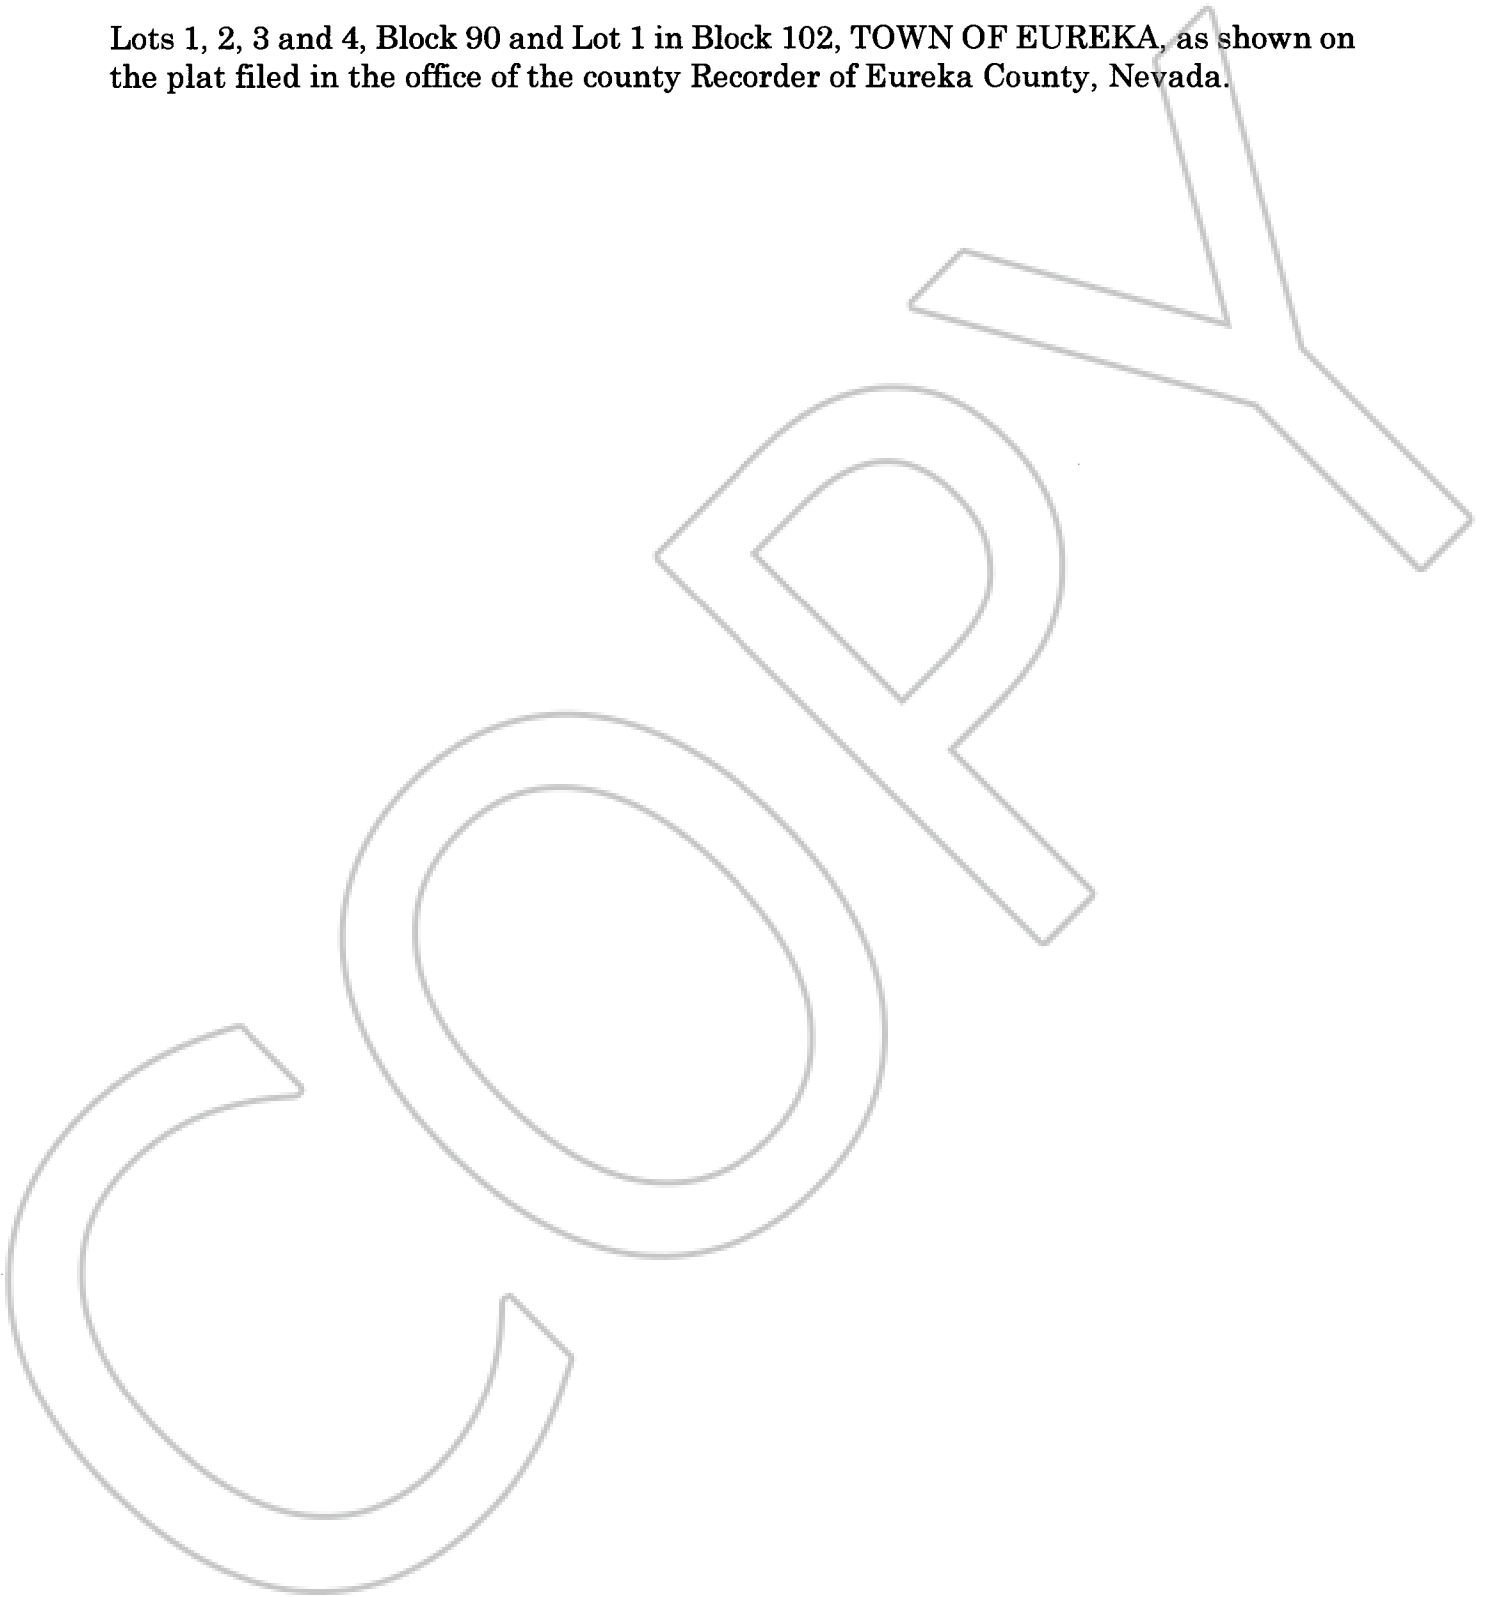 Lots 1, 2, 3 and 4, Block 90 and Lot 1 in Block 102, TOWN OF EUREKA, as shown on
the plat filed in the office of the county Recorder of Eureka County, Nevada.
COPY